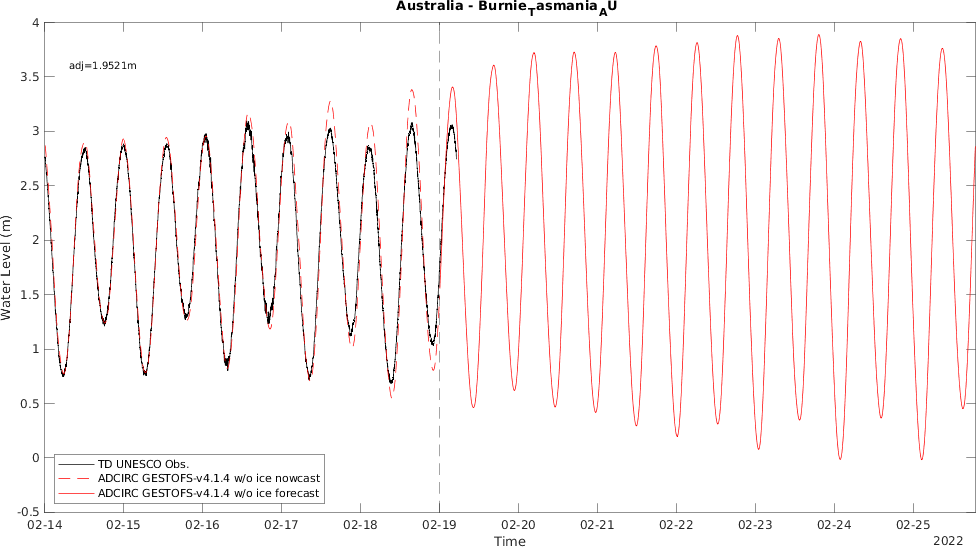 Australia - Burnie_Tasmania_AU
adj=1.9521m
4
3.5
3
2.5
2
1.5
1
0.5
0
-0.5
Water Level (m)
TD UNESCO Obs.
ADCIRC GESTOFS-v4.1.4 w/o ice nowcast
ADCIRC GESTOFS-v4.1.4 w/o ice forecast
02-14 02-15 02-16 02-17 02-18 02-19 02-20 02-21 02-22 02-23 02-24 02-25
Time
2022